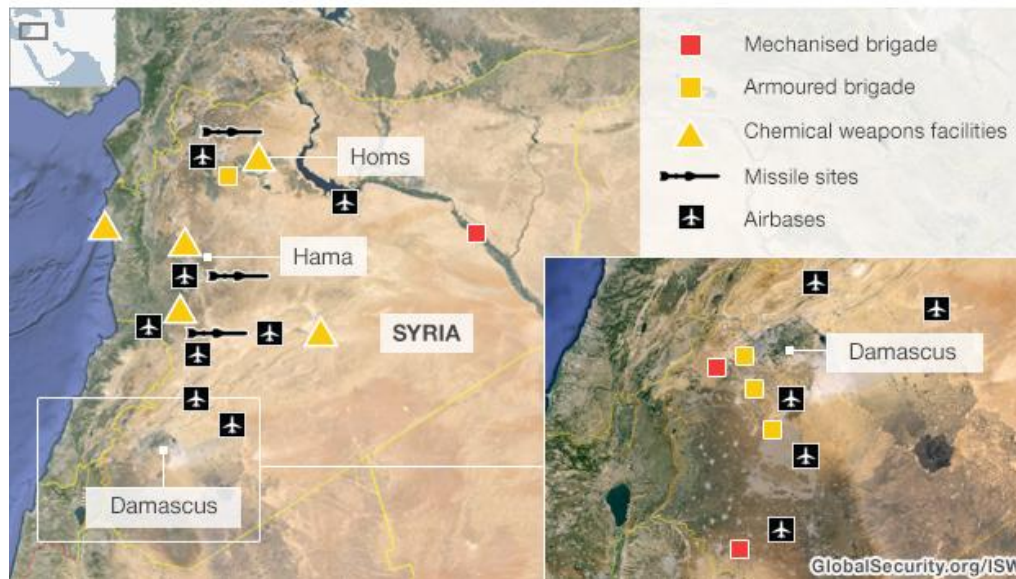 Mechanised brigade
Armoured brigade
Chemical weapons facilities
Missile sites
Airbases
Homs
Hama
SYRIA
Damascus
Damascus
GlobalSecurity.org/ISW